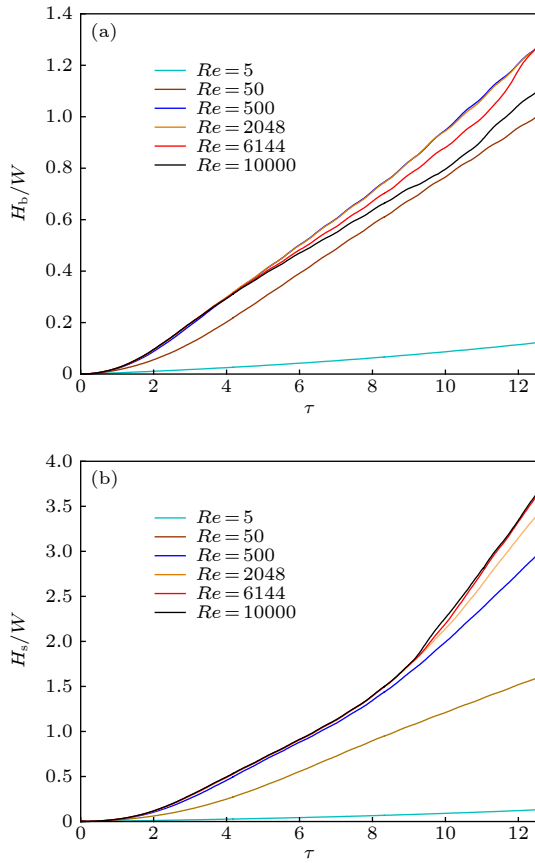 1.4
(a)
1.2
Re=5
Re=50
1.0
Re=500
Re=2048
0.8
Re=6144
Re=10000
H_b/W
0.6
0.4
0.2
0
0 2 4 6 8 10 12
τ
4.0
(b)
3.5
Re=5
3.0
Re=50
Re=500
2.5
Re=2048
Re=6144
2.0
Re=10000
H_s/W
1.5
1.0
0.5
0
0 2 4 6 8 10 12
τ